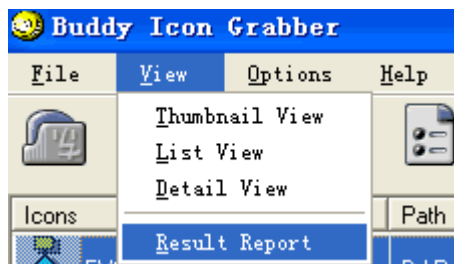 Buddy Icon Grabber
File View Options Help
Thumbnail View
List View
Detail View
Icons Path
Result Report